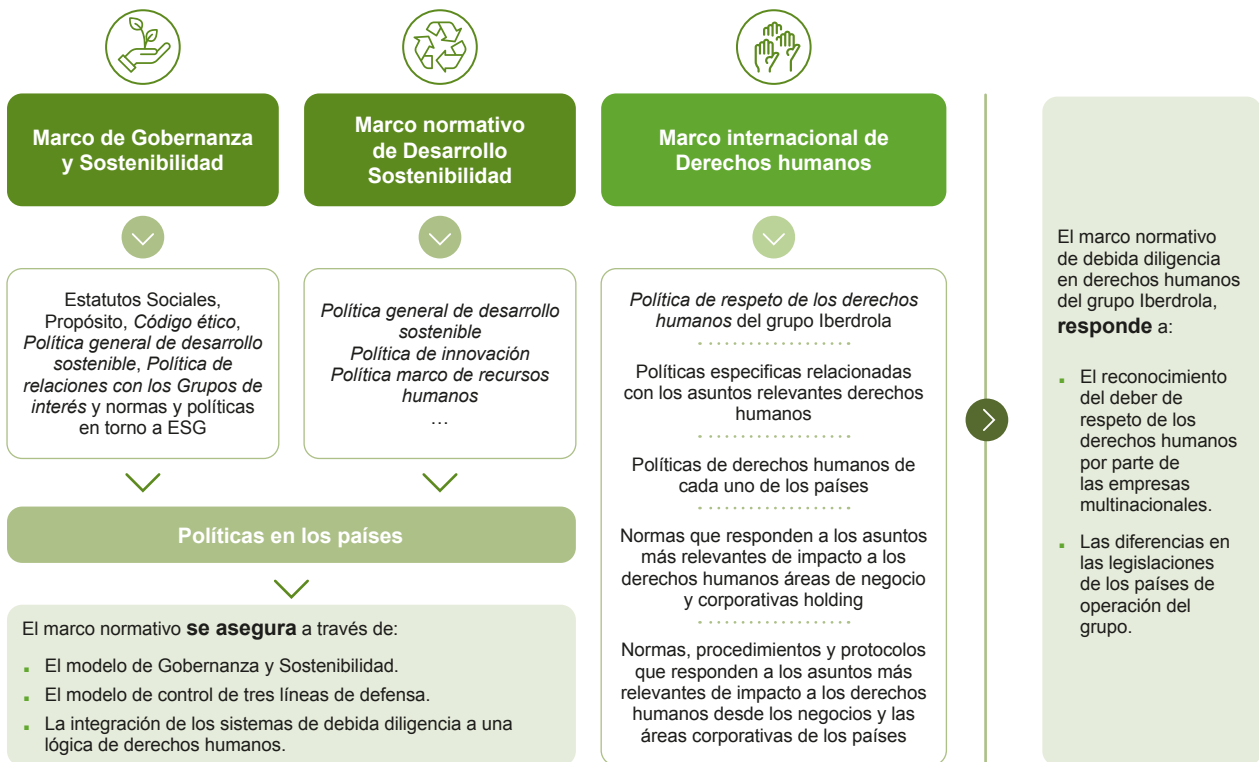 Marco de Gobernanza
y Sostenibilidad
Estatutos Sociales,
Propósito, Código ético,
Política general de desarrollo
sostenible, Política de
relaciones con los Grupos de
interés y normas y políticas
en torno a ESG
Marco normativo
de Desarrollo
Sostenibilidad
Política general de desarrollo
sostenible
Política de innovación
Política marco de recursos
humanos
…
Políticas en los países
El marco normativo se asegura a través de:
▪ El modelo de Gobernanza y Sostenibilidad.
▪ El modelo de control de tres líneas de defensa.
▪ La integración de los sistemas de debida diligencia a una
lógica de derechos humanos.
Marco internacional de
Derechos humanos
Política de respeto de los derechos
humanos del grupo Iberdrola
Políticas especificas relacionadas
con los asuntos relevantes derechos
humanos
Políticas de derechos humanos de
cada uno de los países
Normas que responden a los asuntos
más relevantes de impacto a los
derechos humanos áreas de negocio
y corporativas holding
Normas, procedimientos y protocolos
que responden a los asuntos más
relevantes de impacto a los derechos
humanos desde los negocios y las
áreas corporativas de los países
El marco normativo
de debida diligencia
en derechos humanos
del grupo Iberdrola,
responde a:
▪ El reconocimiento
del deber de
respeto de los
derechos humanos
por parte de
las empresas
multinacionales.
▪ Las diferencias en
las legislaciones
de los países de
operación del
grupo.